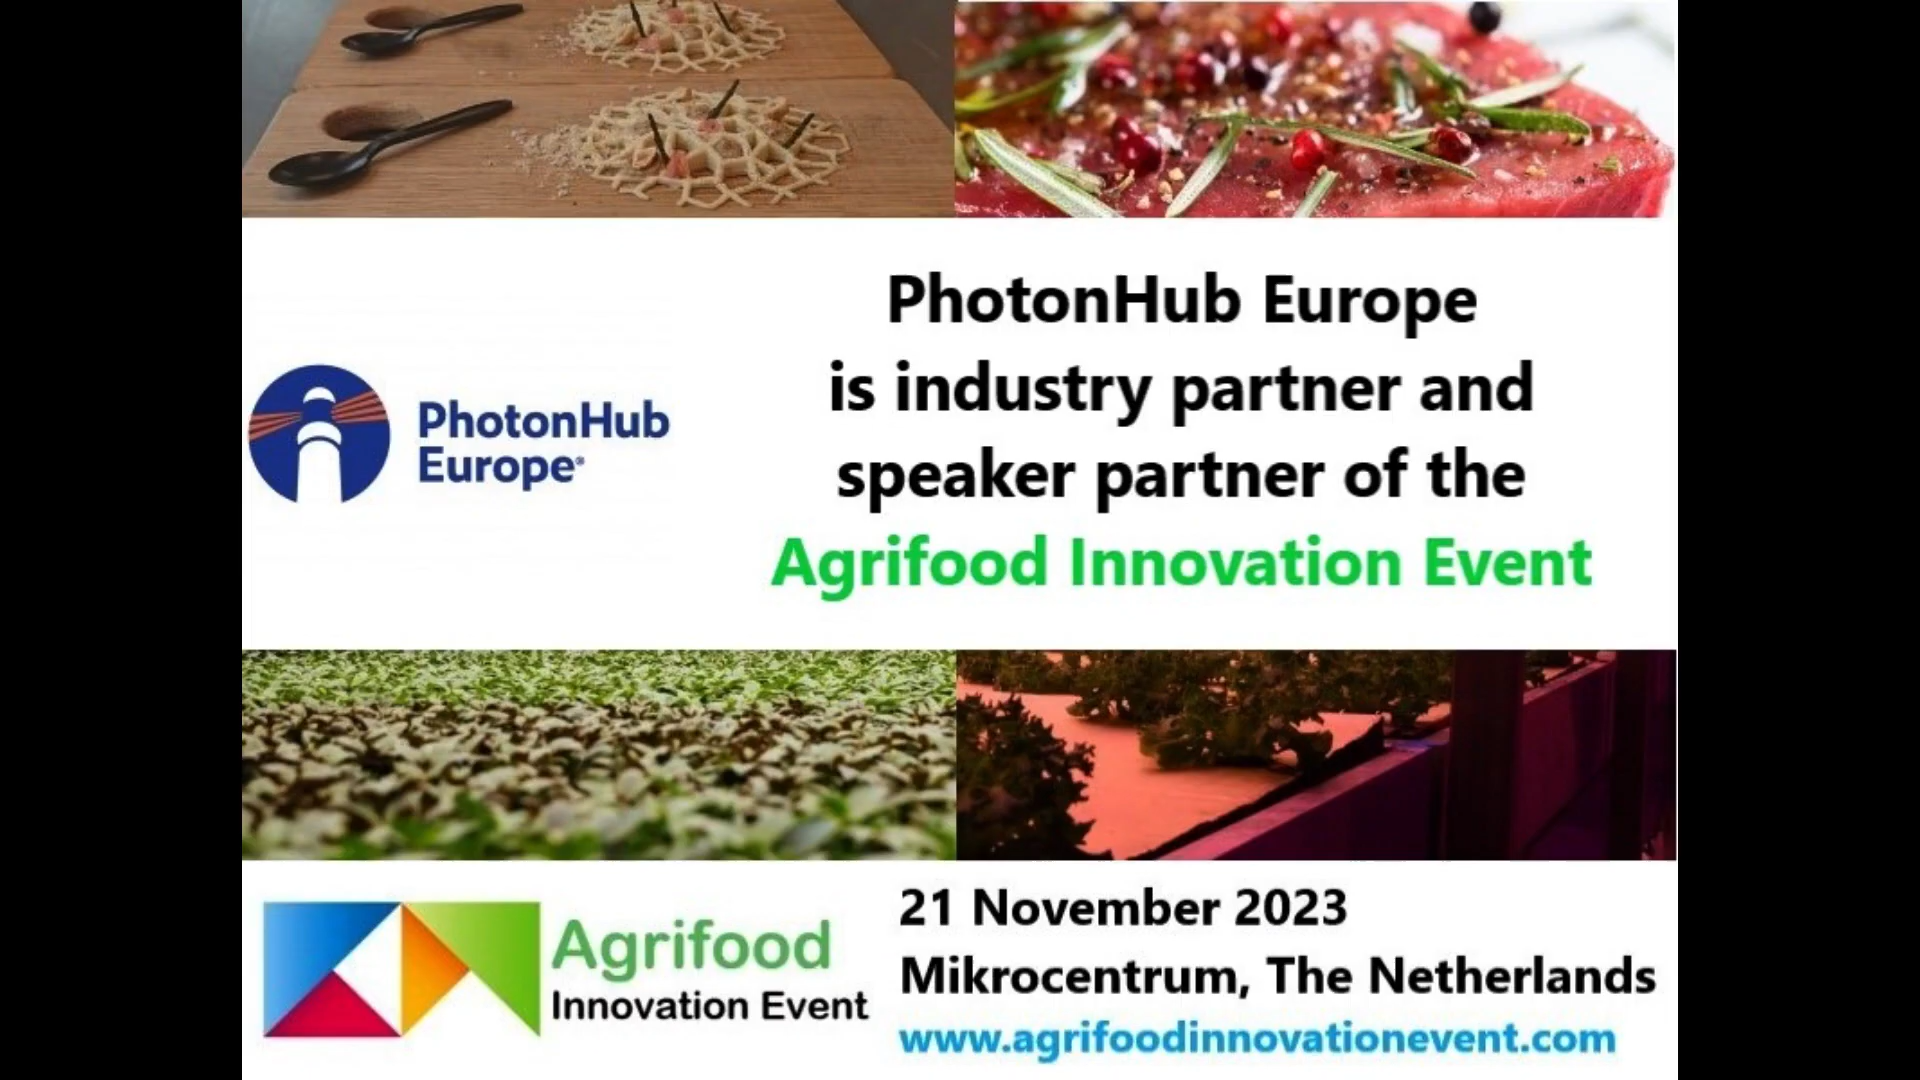 PhotonHub
Europe®
PhotonHub Europe
is industry partner and
speaker partner of the
Agrifood Innovation Event
Agrifood
Innovation Event
21 November 2023
Mikrocentrum, The Netherlands
www.agrifoodinnovationevent.com